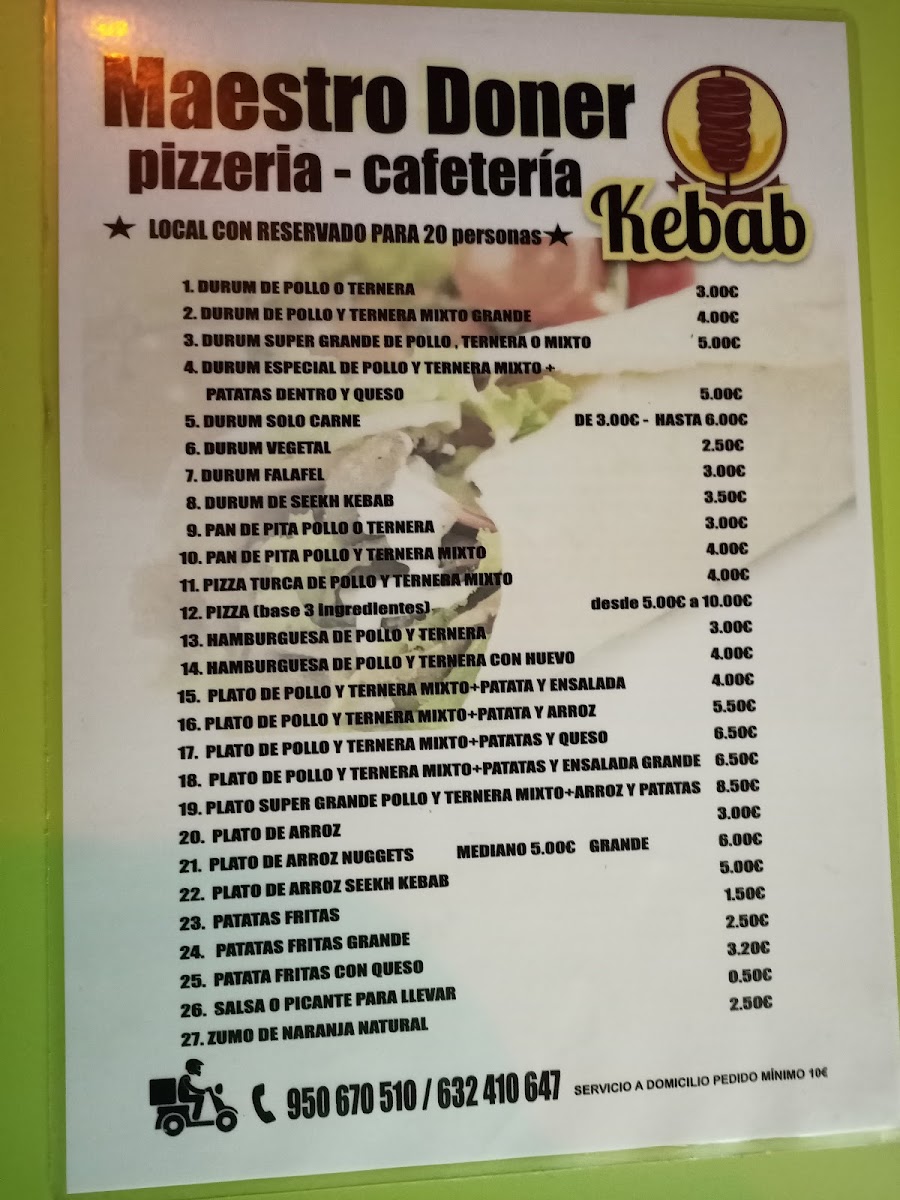 Maestro Doner
pizzeria - cafetería
Kebab
★ LOCAL CON RESERVADO PARA 20 personas ★
1. DURUM DE POLLO O TERNERA 3.00€
2. DURUM DE POLLO Y TERNERA MIXTO GRANDE 4.00€
3. DURUM SUPER GRANDE DE POLLO , TERNERA O MIXTO 5.00€
4. DURUM ESPECIAL DE POLLO Y TERNERA MIXTO +
PATATAS DENTRO Y QUESO 5.00€
5. DURUM SOLO CARNE DE 3.00€ - HASTA 6.00€
6. DURUM VEGETAL 2.50€
7. DURUM FALAFEL 3.00€
8. DURUM DE SEEKH KEBAB 3.50€
9. PAN DE PITA POLLO O TERNERA 3.00€
10. PAN DE PITA POLLO Y TERNERA MIXTO 4.00€
11. PIZZA TURCA DE POLLO Y TERNERA MIXTO 4.00€
12. PIZZA (base 3 ingredientes) desde 5.00€ a 10.00€
13. HAMBURGUESA DE POLLO Y TERNERA 3.00€
14. HAMBURGUESA DE POLLO Y TERNERA CON HUEVO 4.00€
15. PLATO DE POLLO Y TERNERA MIXTO+PATATA Y ENSALADA 4.00€
16. PLATO DE POLLO Y TERNERA MIXTO+PATATA Y ARROZ 5.50€
17. PLATO DE POLLO Y TERNERA MIXTO+PATATAS Y QUESO 6.50€
18. PLATO DE POLLO Y TERNERA MIXTO+PATATAS Y ENSALADA GRANDE 6.50€
19. PLATO SUPER GRANDE POLLO Y TERNERA MIXTO+ARROZ Y PATATAS 8.50€
20. PLATO DE ARROZ 3.00€
21. PLATO DE ARROZ NUGGETS MEDIANO 5.00€ GRANDE 6.00€
22. PLATO DE ARROZ SEEKH KEBAB 5.00€
23. PATATAS FRITAS 1.50€
24. PATATAS FRITAS GRANDE 2.50€
25. PATATA FRITAS CON QUESO 3.20€
26. SALSA O PICANTE PARA LLEVAR 0.50€
27. ZUMO DE NARANJA NATURAL 2.50€
950 670 510 / 632 410 647 SERVICIO A DOMICILIO PEDIDO MÍNIMO 10€